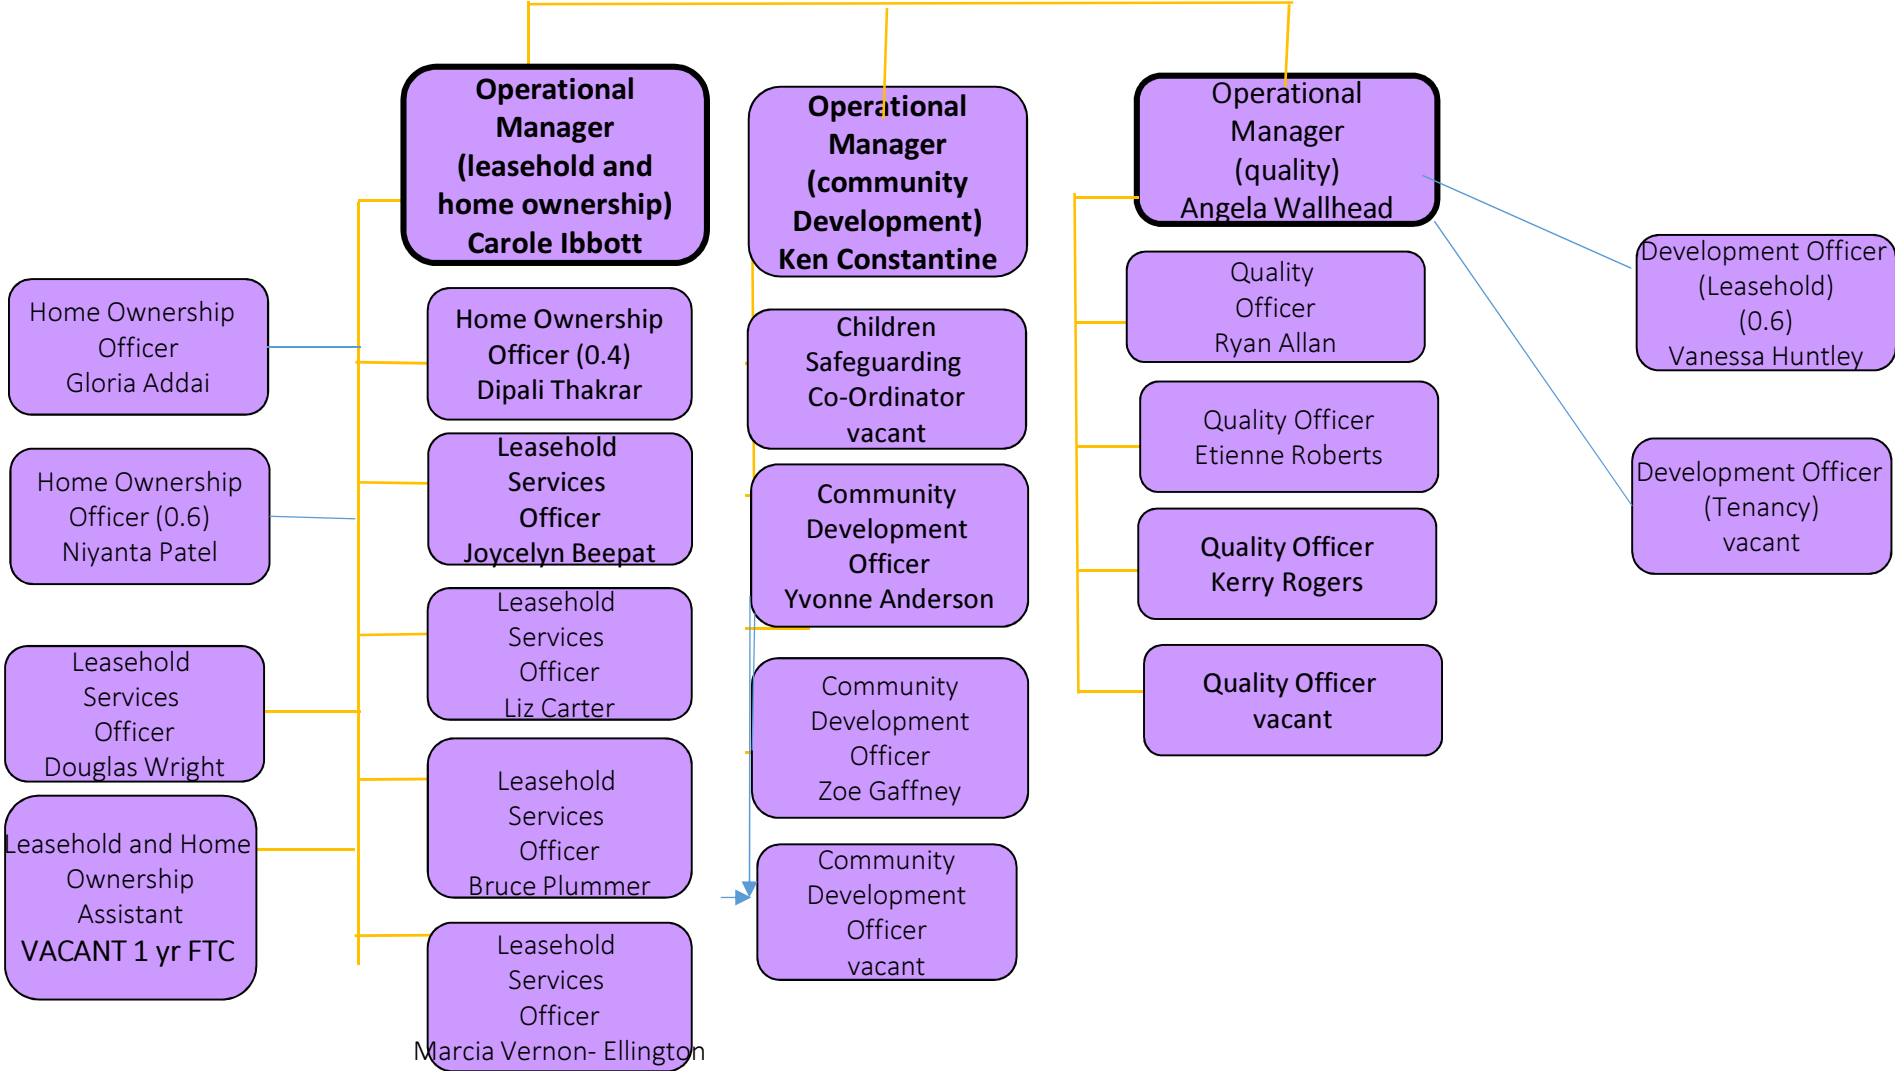 Operational
Manager
(leasehold and
home ownership)
Carole Ibbott
Operational
Manager
(community
Development)
Ken Constantine
Operational
Manager
(quality)
Angela Wallhead
Home Ownership
Officer
Gloria Addai
Home Ownership
Officer (0.6)
Niyanta Patel
Leasehold
Services
Officer
Douglas Wright
Leasehold and Home
Ownership
Assistant
VACANT 1 yr FTC
Home Ownership
Officer (0.4)
Dipali Thakrar
Leasehold
Services
Officer
Joycelyn Beepat
Leasehold
Services
Officer
Liz Carter
Leasehold
Services
Officer
Bruce Plummer
Leasehold
Services
Officer
Marcia Vernon- Ellington
Children
Safeguarding
Co-Ordinator
vacant
Community
Development
Officer
Yvonne Anderson
Community
Development
Officer
Zoe Gaffney
Community
Development
Officer
vacant
Quality
Officer
Ryan Allan
Quality Officer
Etienne Roberts
Quality Officer
Kerry Rogers
Quality Officer
vacant
Development Officer
(Leasehold)
(0.6)
Vanessa Huntley
Development Officer
(Tenancy)
vacant